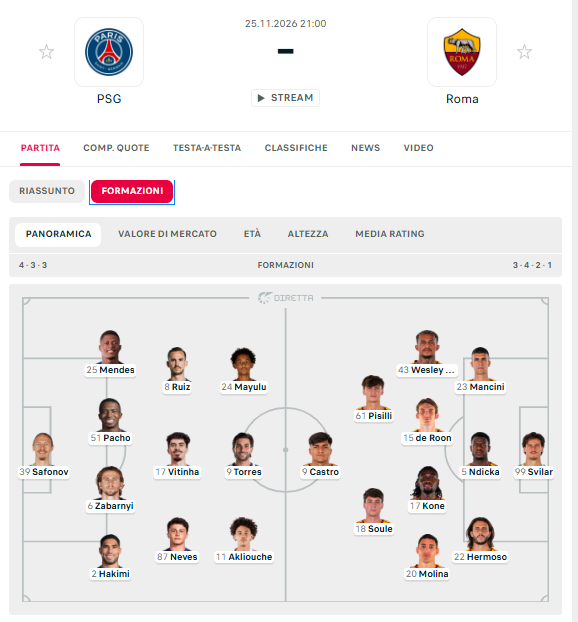 25.11.2026 21:00
PARIS
ROMA
1927
PSG
-
Roma
STREAM
PARTITA COMP. QUOTE TESTA-A-TESTA CLASSIFICHE NEWS VIDEO
RIASSUNTO FORMAZIONI
PANORAMICA VALORE DI MERCATO ETÀ ALTEZZA MEDIA RATING
4 - 3 - 3 FORMAZIONI 3 - 4 - 2 - 1
DIRETTA
25 Mendes
8 Ruiz
24 Mayulu
43 Wesley ...
23 Mancini
61 Pisilli
51 Pacho
15 de Roon
39 Safonov
17 Vitinha
9 Torres
9 Castro
5 Ndicka
99 Svilar
6 Zabarnyi
17 Kone
18 Soule
2 Hakimi
87 Neves
11 Akliouche
20 Molina
22 Hermoso